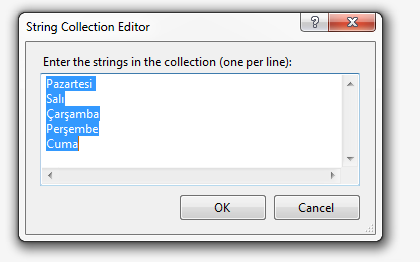 String Collection Editor
Enter the strings in the collection (one per line):
Pazartesi
Salı
Çarşamba
Perşembe
Cuma
OK
Cancel